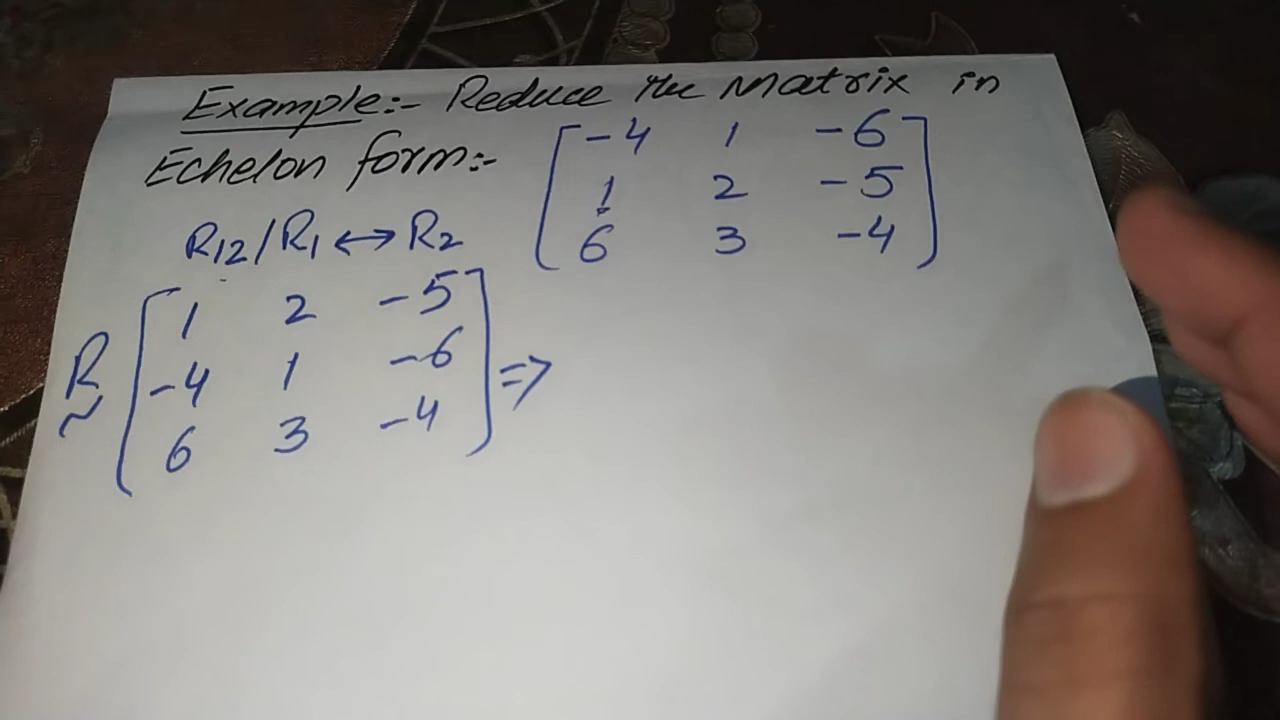 Example:- Reduce the Matrix in
Echelon form:-
-4 1 -6
1 2 -5
6 3 -4
R12/R1 ↔ R2
R ~
1 2 -5
-4 1 -6
6 3 -4
=>